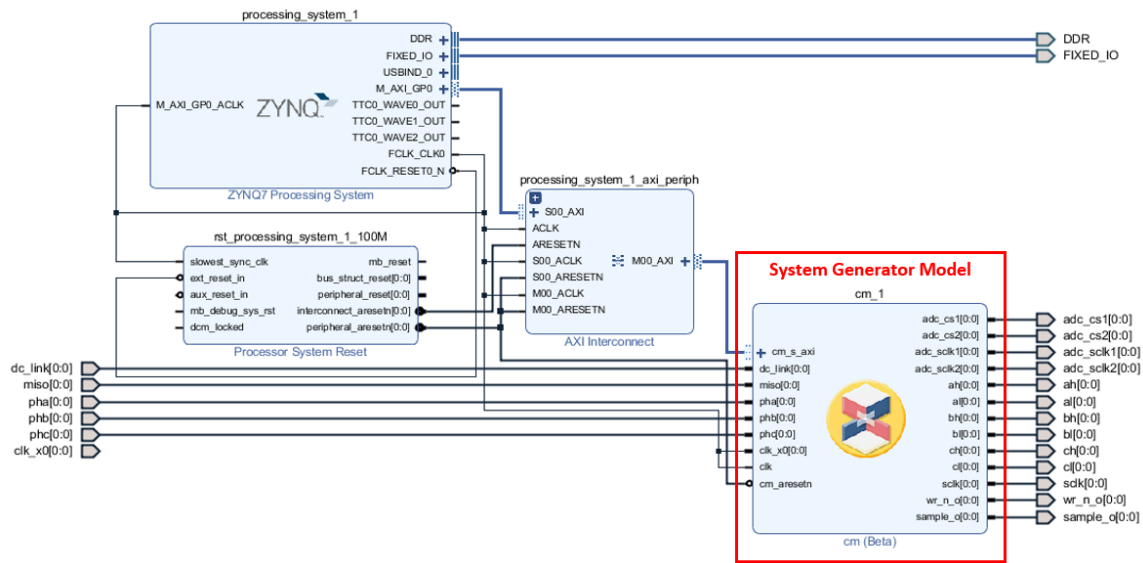 processing_system_1
DDR
FIXED_IO
USBIND_0
M_AXI_GP0
M_AXI_GP0_ACLK
ZYNQ
TTC0_WAVE0_OUT
TTC0_WAVE1_OUT
TTC0_WAVE2_OUT
FCLK_CLK0
FCLK_RESET0_N
ZYNQ7 Processing System
DDR
FIXED_IO
processing_system_1_axi_periph
S00_AXI
ACLK
ARESETN
S00_ACLK
S00_ARESETN
M00_ACLK
M00_ARESETN
M00_AXI
AXI Interconnect
rst_processing_system_1_100M
slowest_sync_clk
ext_reset_in
aux_reset_in
mb_debug_sys_rst
dcm_locked
mb_reset
bus_struct_reset[0:0]
peripheral_reset[0:0]
interconnect_aresetn[0:0]
peripheral_aresetn[0:0]
Processor System Reset
dc_link[0:0]
miso[0:0]
pha[0:0]
phb[0:0]
phc[0:0]
clk_x0[0:0]
System Generator Model
cm_1
cm_s_axi
dc_link[0:0]
miso[0:0]
pha[0:0]
phb[0:0]
phc[0:0]
clk_x0[0:0]
clk
cm_aresetn
adc_cs1[0:0]
adc_cs2[0:0]
adc_sclk1[0:0]
adc_sclk2[0:0]
ah[0:0]
al[0:0]
bh[0:0]
bl[0:0]
ch[0:0]
cl[0:0]
sclk[0:0]
wr_n_o[0:0]
sample_o[0:0]
cm (Beta)
adc_cs1[0:0]
adc_cs2[0:0]
adc_sclk1[0:0]
adc_sclk2[0:0]
ah[0:0]
al[0:0]
bh[0:0]
bl[0:0]
ch[0:0]
cl[0:0]
sclk[0:0]
wr_n_o[0:0]
sample_o[0:0]